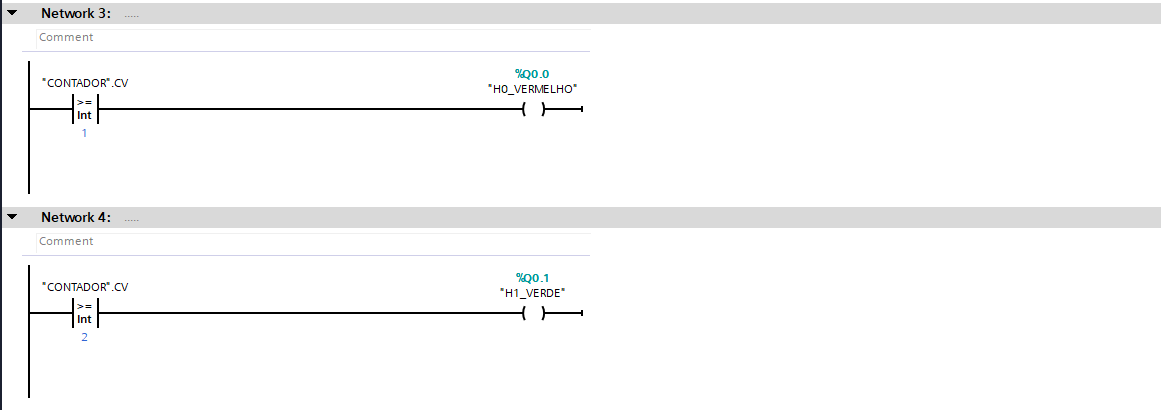 Network 3: .....
Comment
"CONTADOR".CV
>=
Int
1
%Q0.0
"H0_VERMELHO"
( )
Network 4: .....
Comment
"CONTADOR".CV
>=
Int
2
%Q0.1
"H1_VERDE"
( )